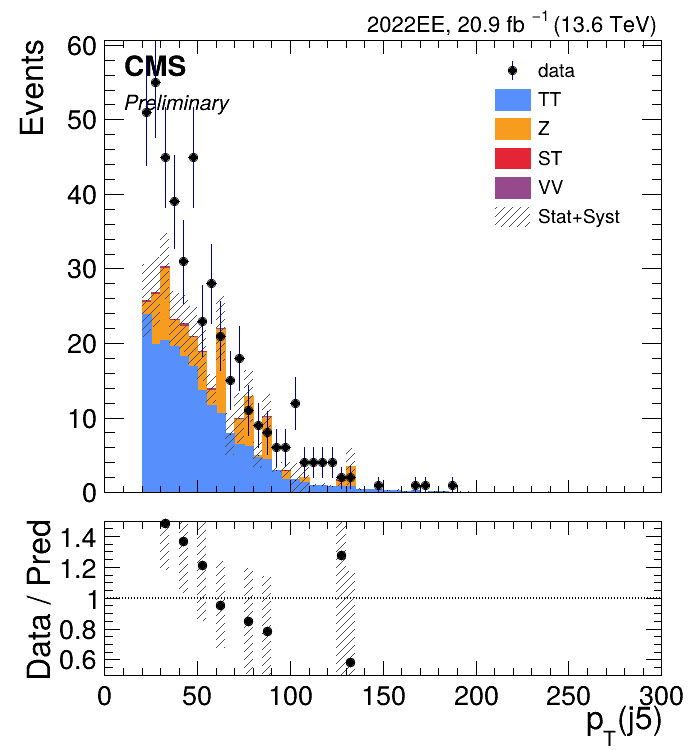 2022EE, 20.9 fb⁻¹ (13.6 TeV)
CMS
Preliminary
Events
60
50
40
30
20
10
0
data
TT
Z
ST
VV
Stat+Syst
Data / Pred
1.4
1.2
1
0.8
0.6
0 50 100 150 200 250 300
p_T(j5)